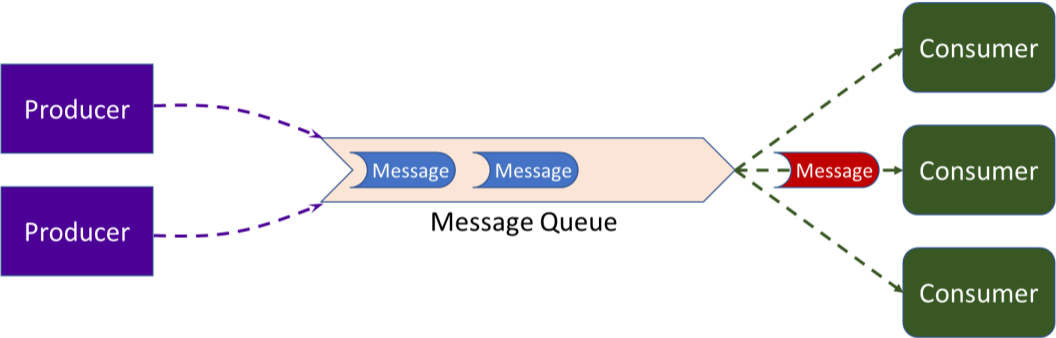 Producer
Producer
Message
Message
Message Queue
Message
Consumer
Consumer
Consumer